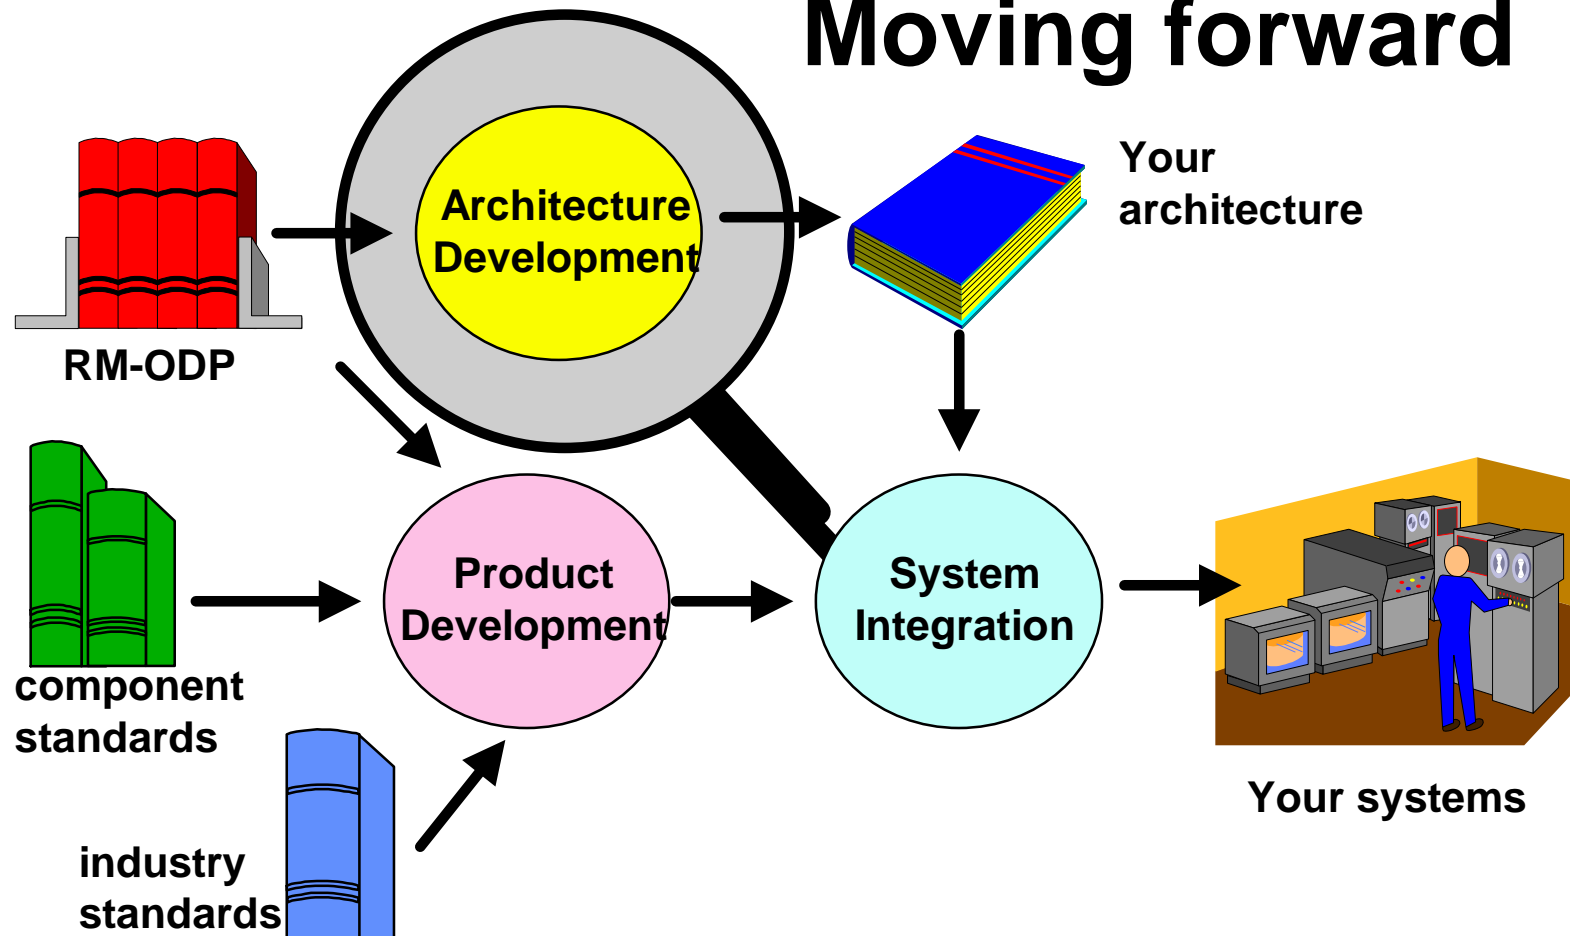 Moving forward
Your
architecture
Architecture
Development
RM-ODP
Product
Development
System
Integration
component
standards
Your systems
industry
standards